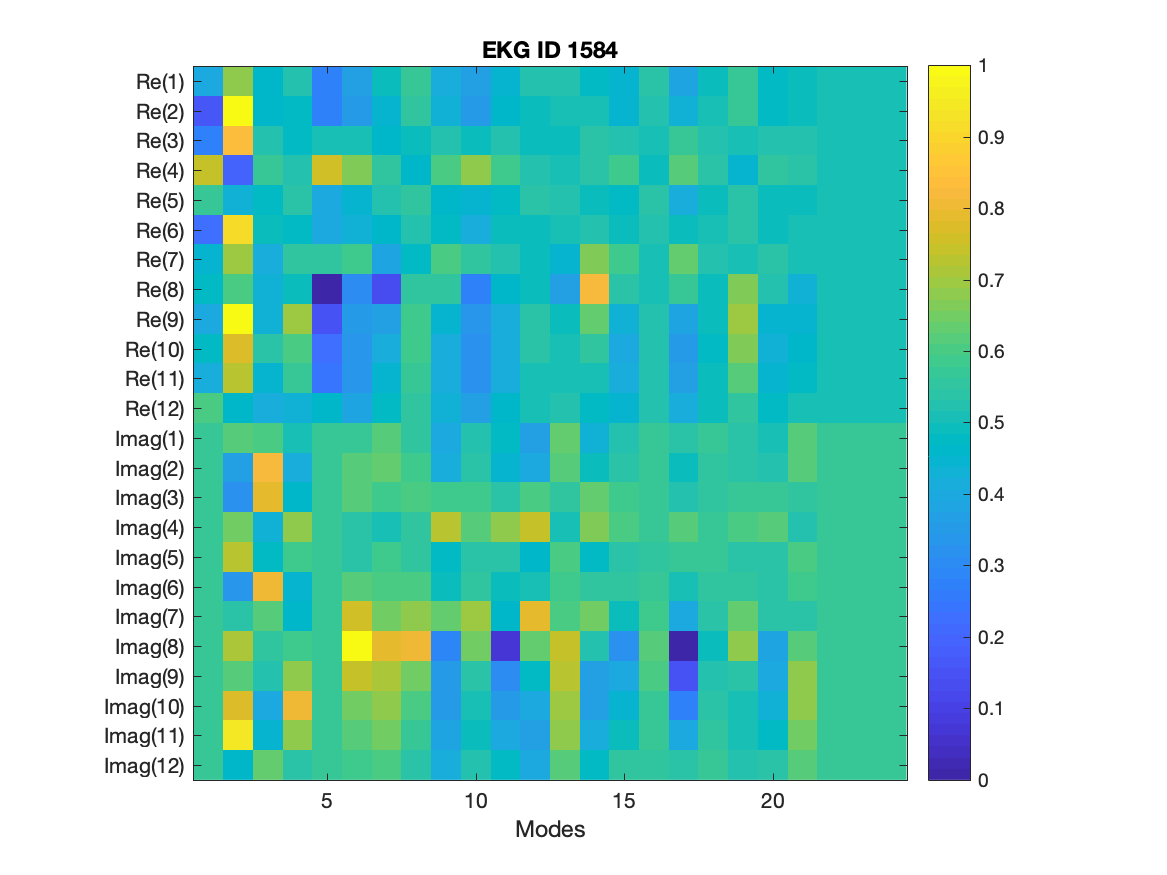 EKG ID 1584
Re(1)
Re(2)
Re(3)
Re(4)
Re(5)
Re(6)
Re(7)
Re(8)
Re(9)
Re(10)
Re(11)
Re(12)
Imag(1)
Imag(2)
Imag(3)
Imag(4)
Imag(5)
Imag(6)
Imag(7)
Imag(8)
Imag(9)
Imag(10)
Imag(11)
Imag(12)
5 10 15 20
Modes
1
0.9
0.8
0.7
0.6
0.5
0.4
0.3
0.2
0.1
0